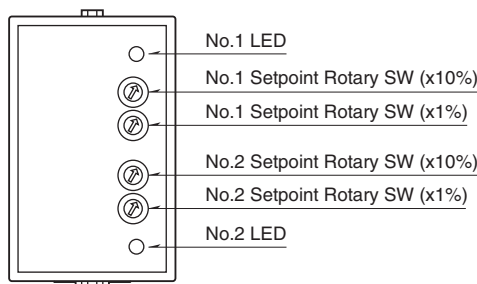 No.1 LED
No.1 Setpoint Rotary SW (x10%)
No.1 Setpoint Rotary SW (x1%)
No.2 Setpoint Rotary SW (x10%)
No.2 Setpoint Rotary SW (x1%)
No.2 LED